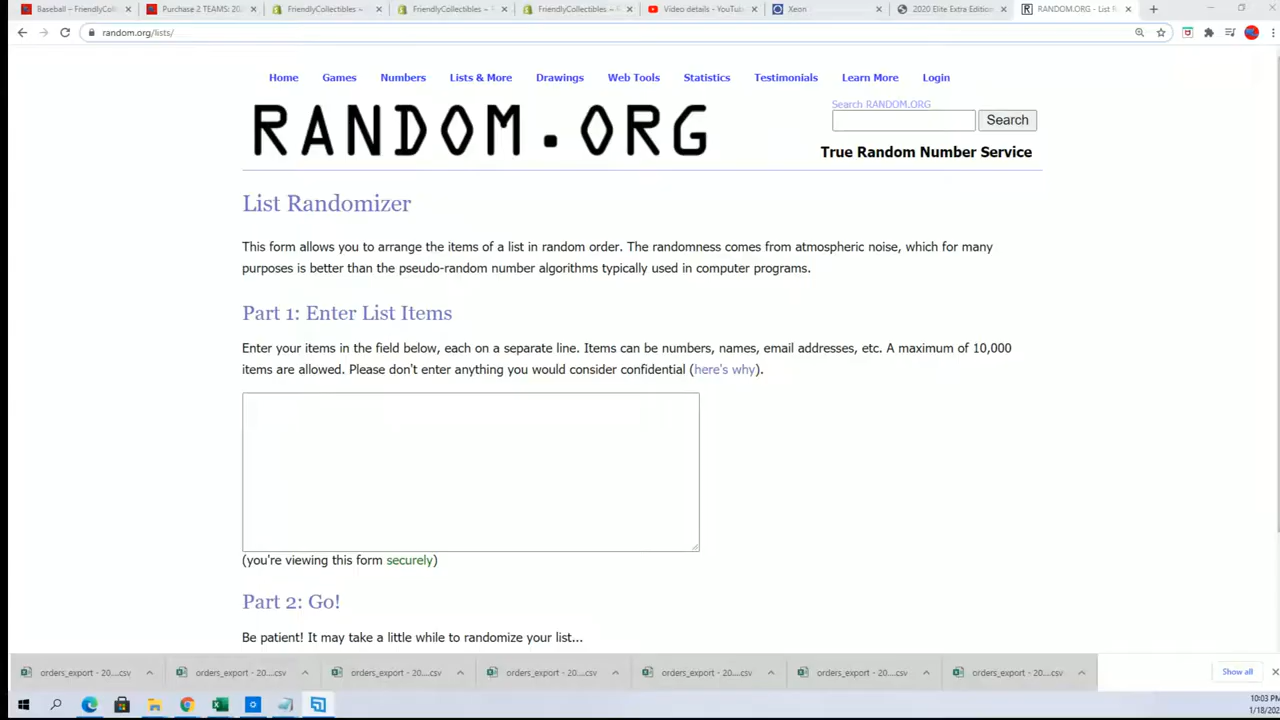 Baseball – FriendlyColl
Purchase 2 TEAMS: 202
FriendlyCollectibles ~
FriendlyCollectibles ~
FriendlyCollectibles ~
Video details - YouTub
Xeon
2020 Elite Extra Edition
RANDOM.ORG - List R
random.org/lists/
Home Games Numbers Lists & More Drawings Web Tools Statistics Testimonials Learn More Login
RANDOM.ORG
Search RANDOM.ORG
Search
True Random Number Service
List Randomizer
This form allows you to arrange the items of a list in random order. The randomness comes from atmospheric noise, which for many
purposes is better than the pseudo-random number algorithms typically used in computer programs.
Part 1: Enter List Items
Enter your items in the field below, each on a separate line. Items can be numbers, names, email addresses, etc. A maximum of 10,000
items are allowed. Please don't enter anything you would consider confidential (here's why).
(you're viewing this form securely)
Part 2: Go!
Be patient! It may take a little while to randomize your list...
orders_export - 20....csv
orders_export - 20....csv
orders_export - 20....csv
orders_export - 20....csv
orders_export - 20....csv
orders_export - 20....csv
orders_export - 20....csv
Show all
10:03 PM
1/18/202